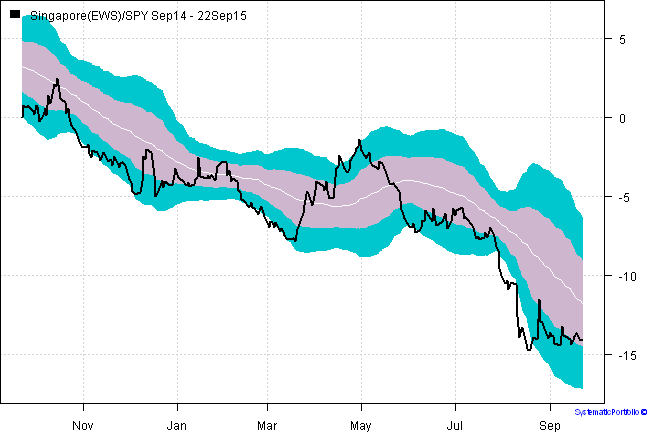 Singapore(EWS)/SPY Sep14 - 22Sep15
5
0
-5
-10
-15
Nov Jan Mar May Jul Sep
SystematicPortfolio ©